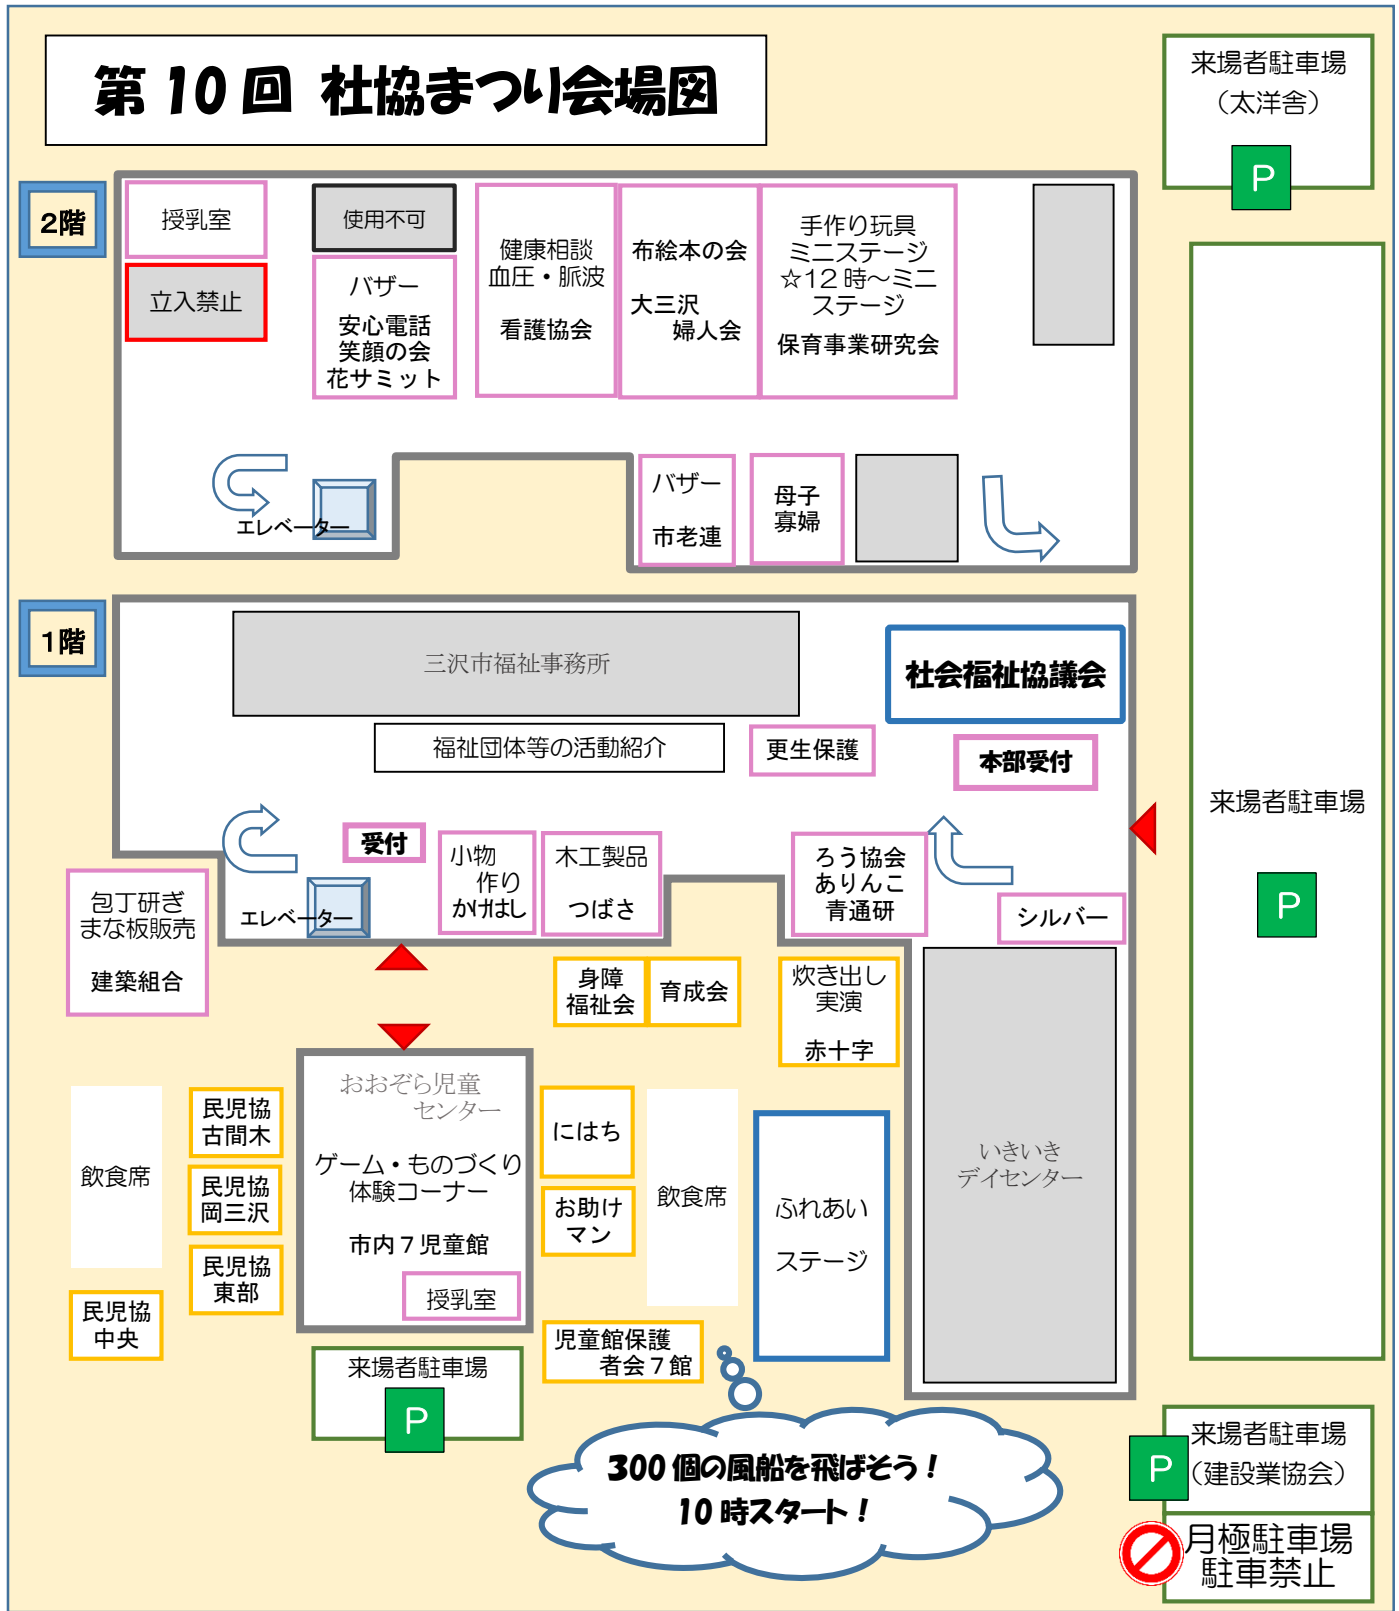 第10回 社協まつり会場図
来場者駐車場
（太洋舎）
P
2階
授乳室
立入禁止
使用不可
バザー
安心電話
笑顔の会
花サミット
健康相談
血圧・脈波
看護協会
布絵本の会
大三沢
婦人会
手作り玩具
ミニステージ
☆12時～ミニ
ステージ
保育事業研究会
エレベーター
バザー
市老連
母子
寡婦
来場者駐車場
P
1階
三沢市福祉事務所
社会福祉協議会
福祉団体等の活動紹介
更生保護
本部受付
受付
小物
作り
かけはし
木工製品
つばさ
ろう協会
ありんこ
青通研
シルバー
エレベーター
包丁研ぎ
まな板販売
建築組合
身障
福祉会
育成会
炊き出し
実演
赤十字
おおぞら児童
センター
ゲーム・ものづくり
体験コーナー
市内７児童館
授乳室
飲食席
民児協
古間木
民児協
岡三沢
民児協
東部
民児協
中央
にはち
お助け
マン
飲食席
ふれあい
ステージ
いきいき
デイセンター
児童館保護
者会７館
来場者駐車場
P
300個の風船を飛ばそう！
10時スタート！
来場者駐車場
（建設業協会）
P
月極駐車場
駐車禁止